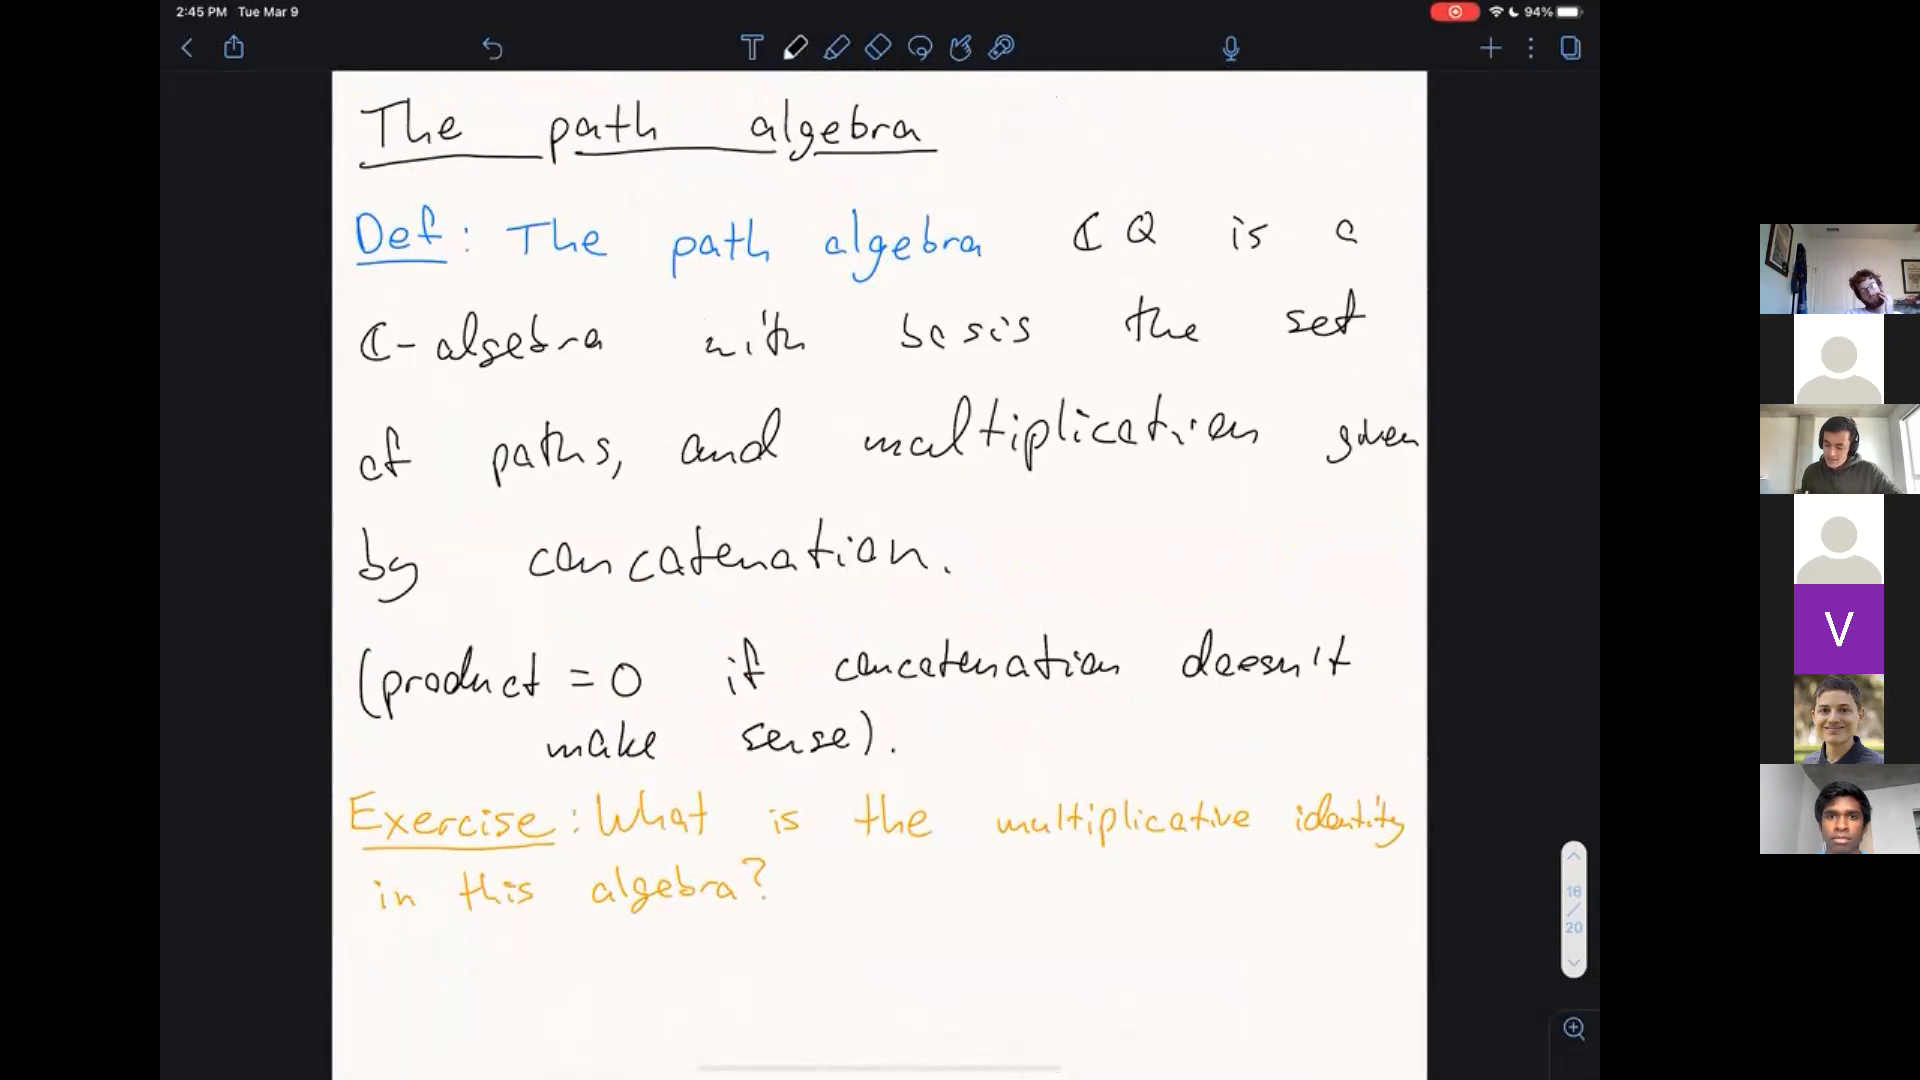 2:45 PM Tue Mar 9
94%
T
The path algebra
Def: The path algebra ℂQ is a
ℂ-algebra with basis the set
of paths, and multiplication given
by concatenation.
(product = 0 if concatenation doesn't
make sense).
Exercise: What is the multiplicative identity
in this algebra?
V
16
/
20